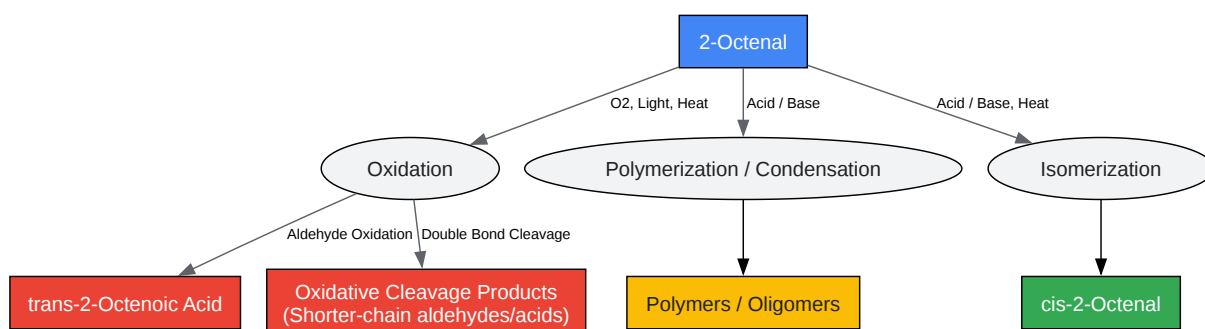 2-Octenal
O2, Light, Heat
Acid / Base
Acid / Base, Heat
Oxidation
Polymerization / Condensation
Isomerization
Aldehyde Oxidation
Double Bond Cleavage
trans-2-Octenoic Acid
Oxidative Cleavage Products
(Shorter-chain aldehydes/acids)
Polymers / Oligomers
cis-2-Octenal